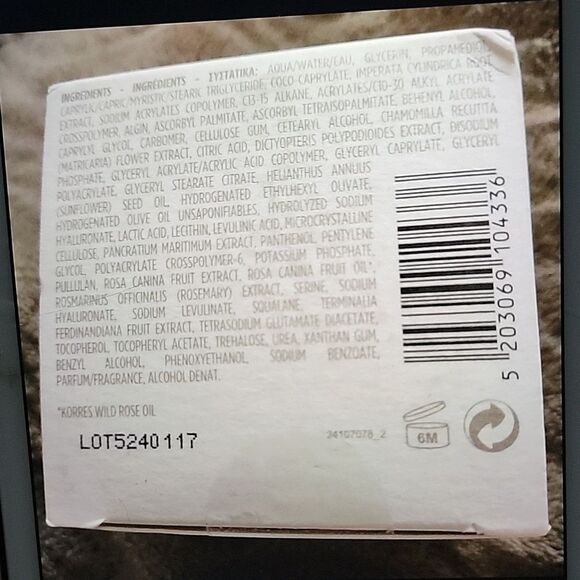 INGREDIENTS - INGRÉDIENTS - ΣΥΣΤΑΤΙΚΑ: AQUA/WATER/EAU, GLYCERIN, PROPANEDIOL,
CAPRYLIC/CAPRIC/MYRISTIC/STEARIC TRIGLYCERIDE, COCO-CAPRYLATE, IMPERATA CYLINDRICA ROOT
EXTRACT, SODIUM ACRYLATES COPOLYMER, C13-15 ALKANE, ACRYLATES/C10-30 ALKYL ACRYLATE
CROSSPOLYMER, ALGIN, ASCORBYL PALMITATE, ASCORBYL TETRAISOPALMITATE, BEHENYL ALCOHOL,
CAPRYLYL GLYCOL, CARBOMER, CELLULOSE GUM, CETEARYL ALCOHOL, CHAMOMILLA RECUTITA
(MATRICARIA) FLOWER EXTRACT, CITRIC ACID, DICTYOPTERIS POLYPODIOIDES EXTRACT, DISODIUM
PHOSPHATE, GLYCERYL ACRYLATE/ACRYLIC ACID COPOLYMER, GLYCERYL CAPRYLATE, GLYCERYL
POLYACRYLATE, GLYCERYL STEARATE CITRATE, HELIANTHUS ANNUUS
(SUNFLOWER) SEED OIL, HYDROGENATED ETHYLHEXYL OLIVATE,
HYDROGENATED OLIVE OIL UNSAPONIFIABLES, HYDROLYZED SODIUM
HYALURONATE, LACTIC ACID, LECITHIN, LEVULINIC ACID, MICROCRYSTALLINE
CELLULOSE, PANCRATIUM MARITIMUM EXTRACT, PANTHENOL, PENTYLENE
GLYCOL, POLYACRYLATE CROSSPOLYMER-6, POTASSIUM PHOSPHATE,
PULLULAN, ROSA CANINA FRUIT EXTRACT, ROSA CANINA FRUIT OIL*,
ROSMARINUS OFFICINALIS (ROSEMARY) EXTRACT, SERINE, SODIUM
HYALURONATE, SODIUM LEVULINATE, SQUALANE, TERMINALIA
FERDINANDIANA FRUIT EXTRACT, TETRASODIUM GLUTAMATE DIACETATE,
TOCOPHEROL, TOCOPHERYL ACETATE, TREHALOSE, UREA, XANTHAN GUM,
BENZYL ALCOHOL, PHENOXYETHANOL, SODIUM BENZOATE,
PARFUM/FRAGRANCE, ALCOHOL DENAT.
*KORRES WILD ROSE OIL
LOT5240117
34107078_2
6M
5 203069 104336